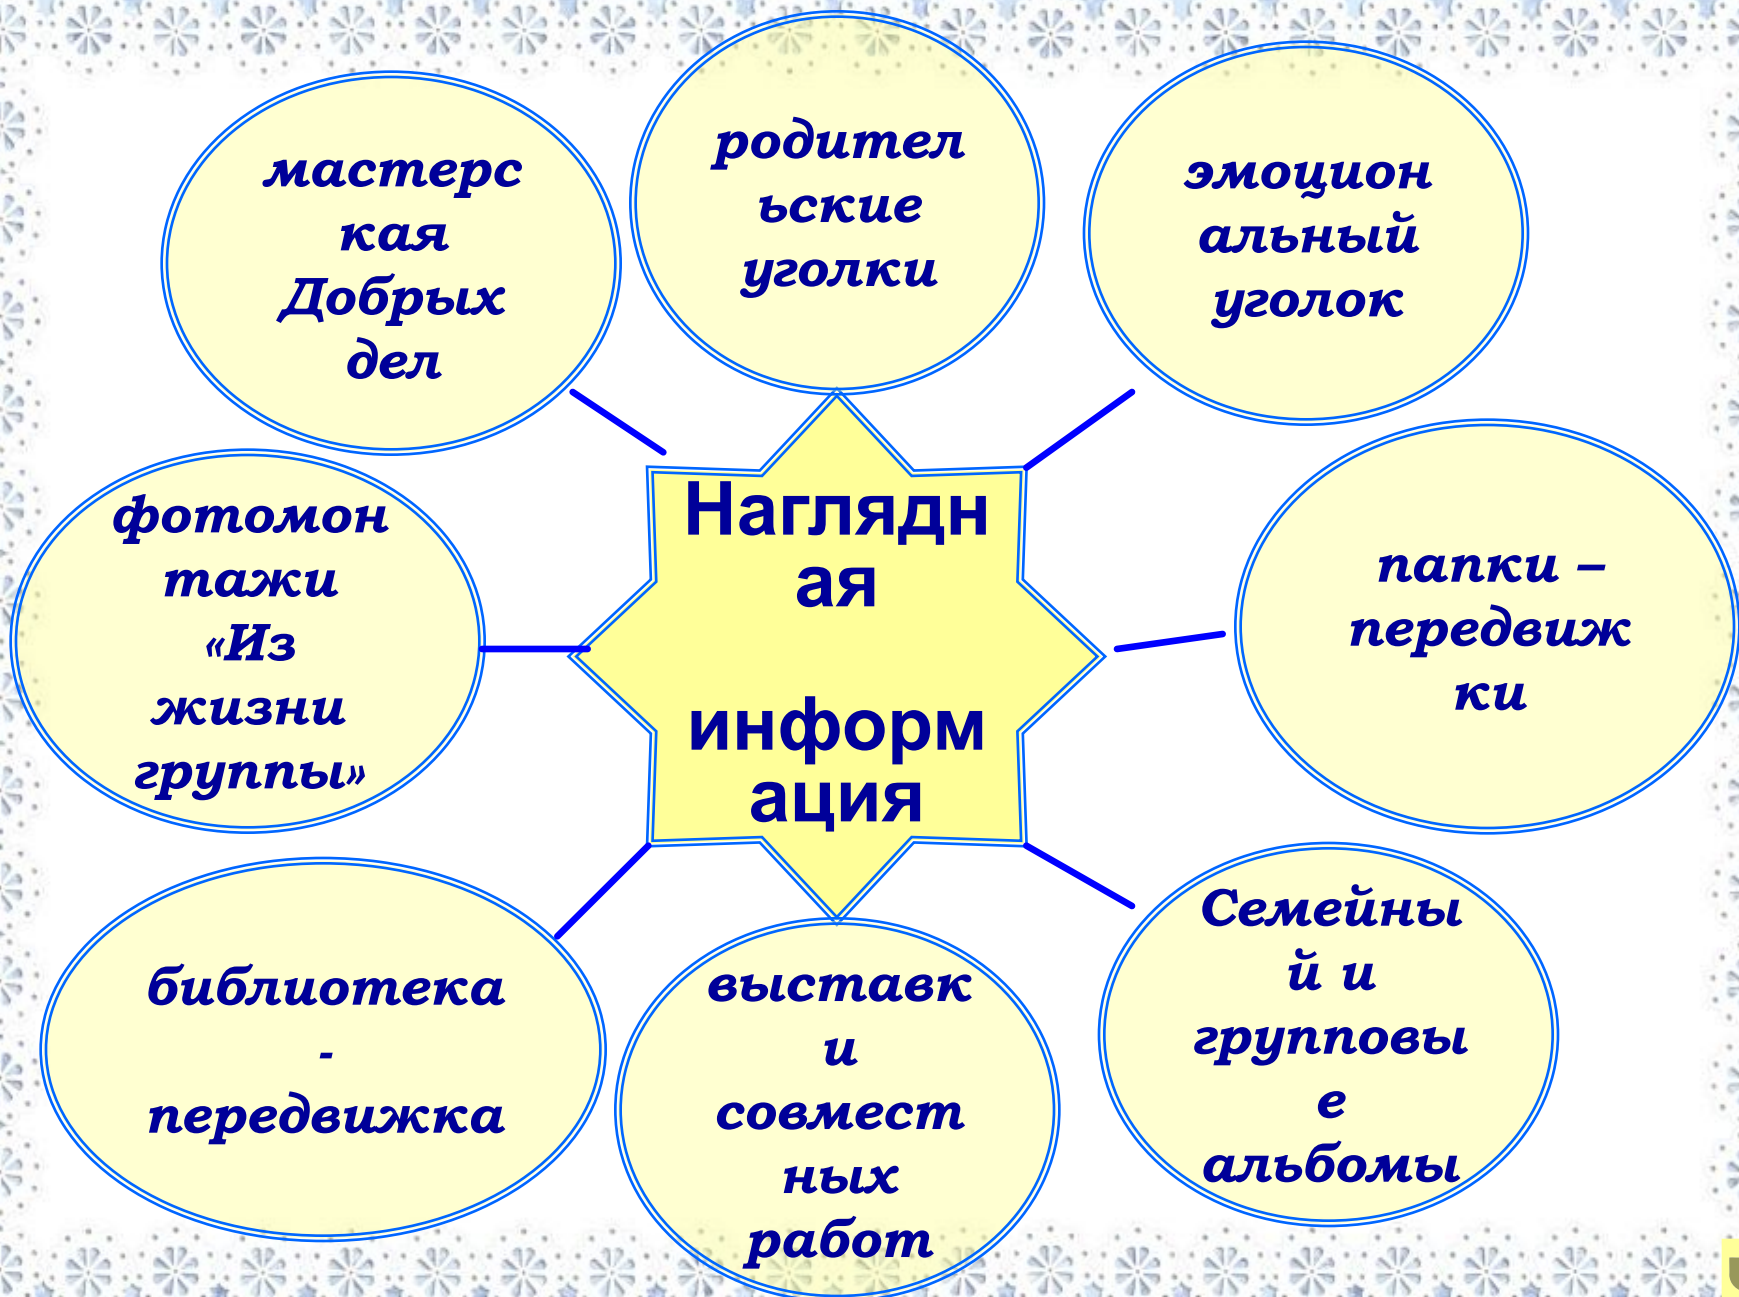 мастерс
кая
Добрых
дел
родител
ьские
уголки
эмоцион
альный
уголок
фотомон
тажи
«Из
жизни
группы»
Наглядн
ая
информ
ация
папки –
передвиж
ки
библиотека
-
передвижка
выставк
и
совмест
ных
работ
Семейны
й и
групповы
е
альбомы